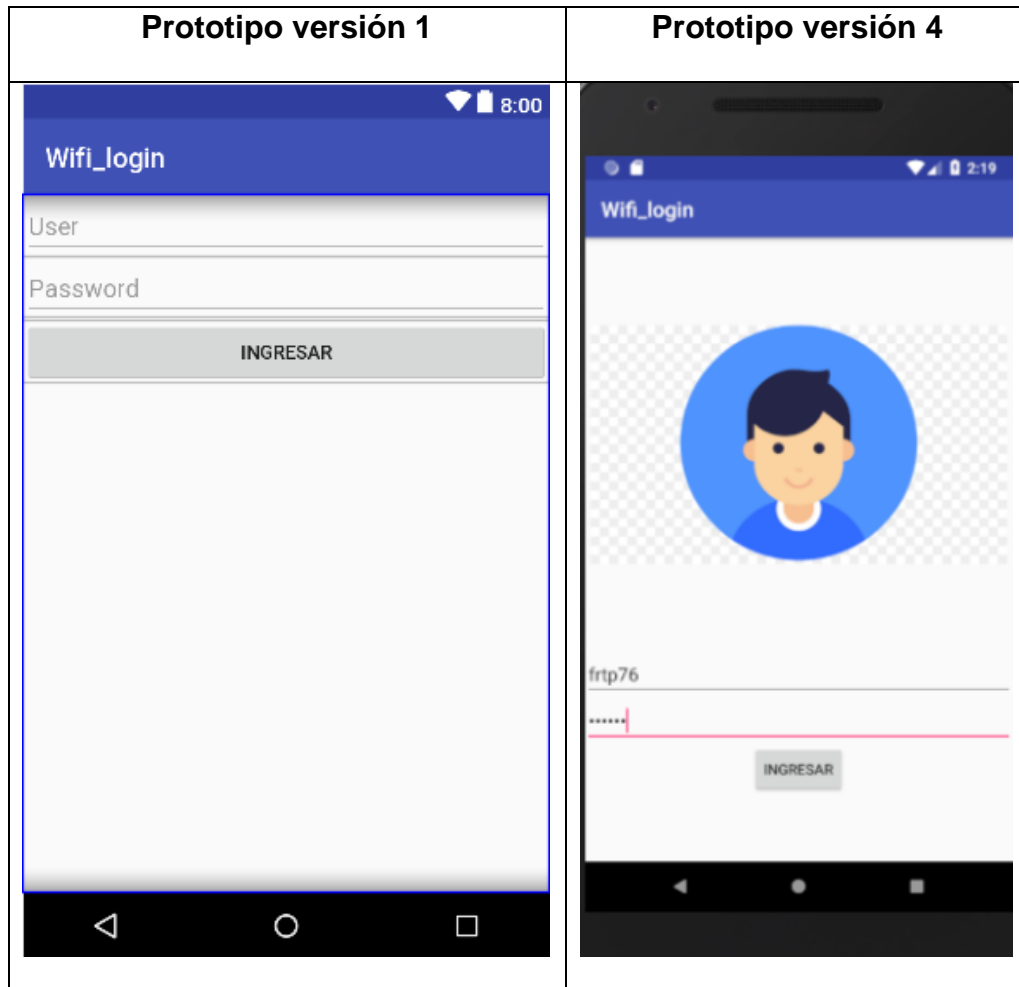 Prototipo versión 1
Prototipo versión 4
8:00
Wifi_login
User
Password
INGRESAR
2:19
Wifi_login
frtp76
••••••
INGRESAR